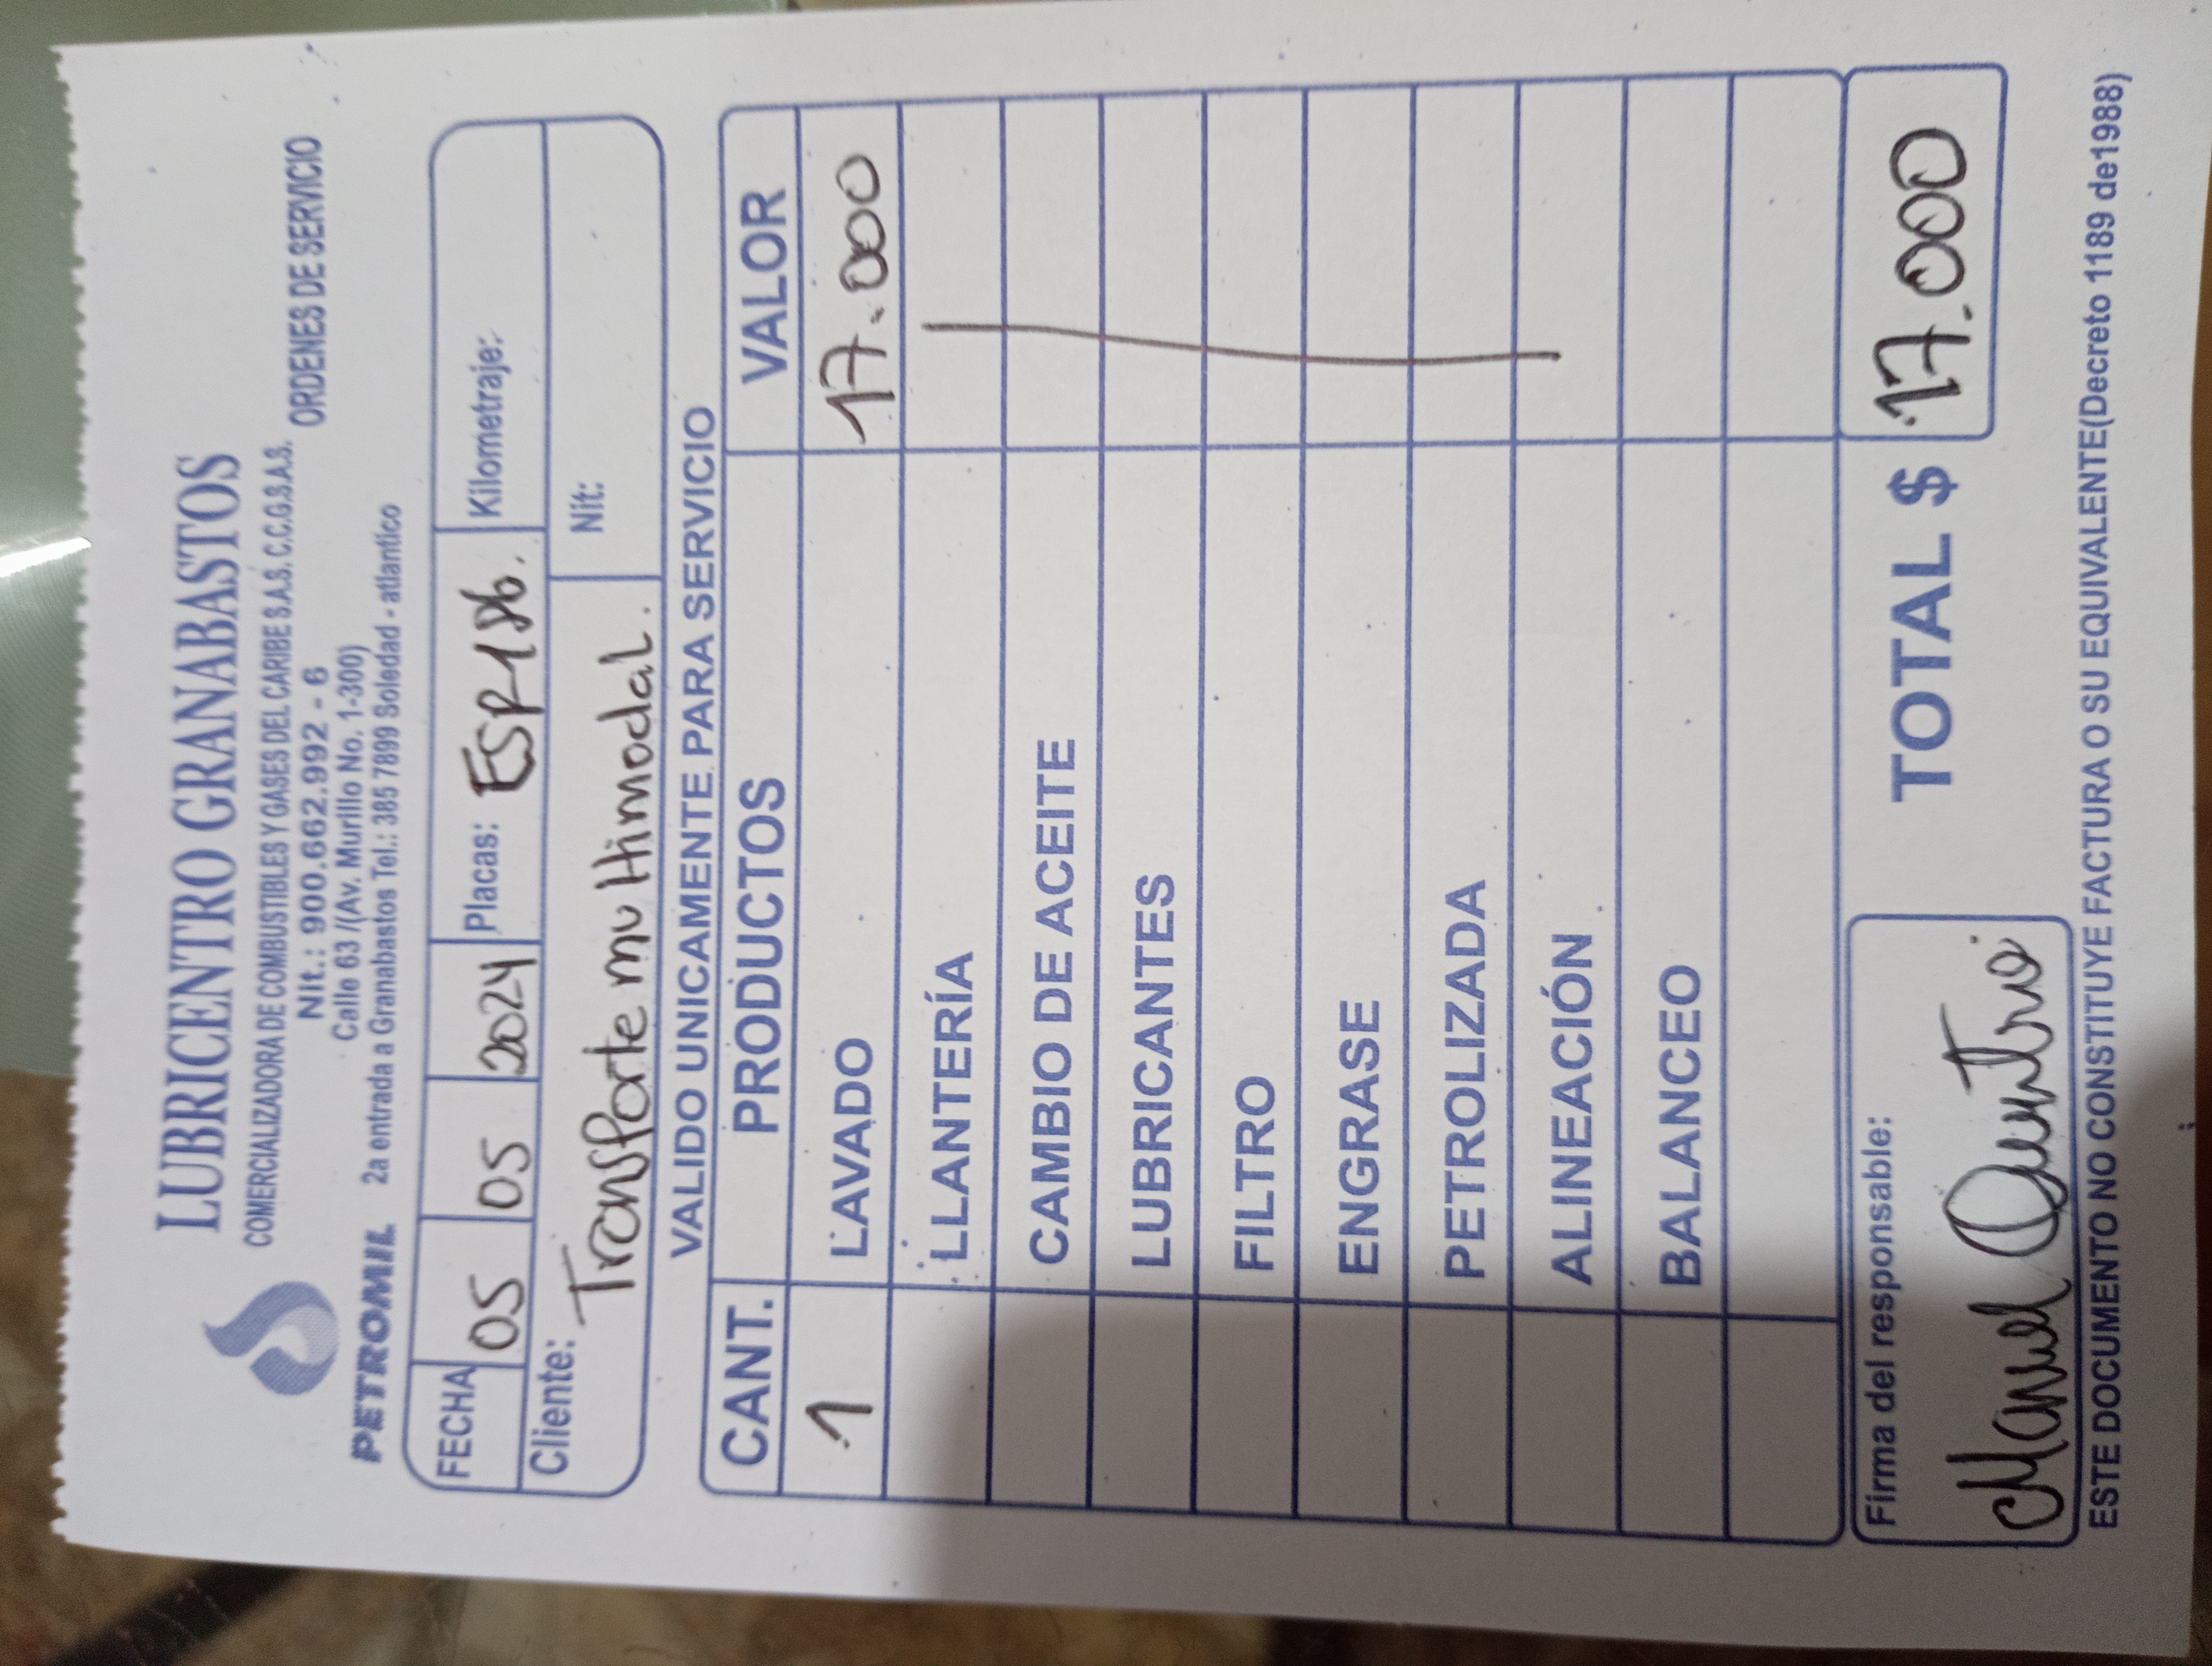 LUBRICENTRO GRANABASTOS
COMERCIALIZADORA DE COMBUSTIBLES Y GASES DEL CARIBE S.A.S. C.C.G.S.A.S.
Nit.: 900.662.992 - 6
ORDENES DE SERVICIO
Calle 63 /(Av. Murillo No. 1-300)
PETROMIL 2a entrada a Granabastos Tel.: 385 7899 Soledad - atlantico
FECHA 05 05 2024 Placas: Kilometraje:
Cliente: Transporte multimodal. Nit:
VALIDO UNICAMENTE PARA SERVICIO
CANT. PRODUCTOS VALOR
1 LAVADO 17.000
LLANTERÍA
CAMBIO DE ACEITE
LUBRICANTES
FILTRO
ENGRASE
PETROLIZADA
ALINEACIÓN
BALANCEO
Firma del responsable: TOTAL $ 17.000
Manuel Quintero
ESTE DOCUMENTO NO CONSTITUYE FACTURA O SU EQUIVALENTE(Decreto 1189 de1988)